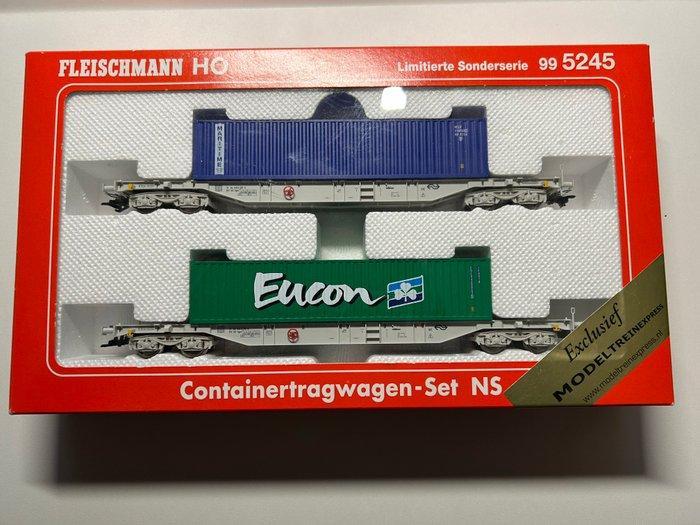 FLEISCHMANN HO
Limitierte Sonderserie 99 5245
MARITIME
Eucon
Containertragwagen-Set NS
Exclusief
MODELTREINEXPRESS
www.modeltreinexpress.nl